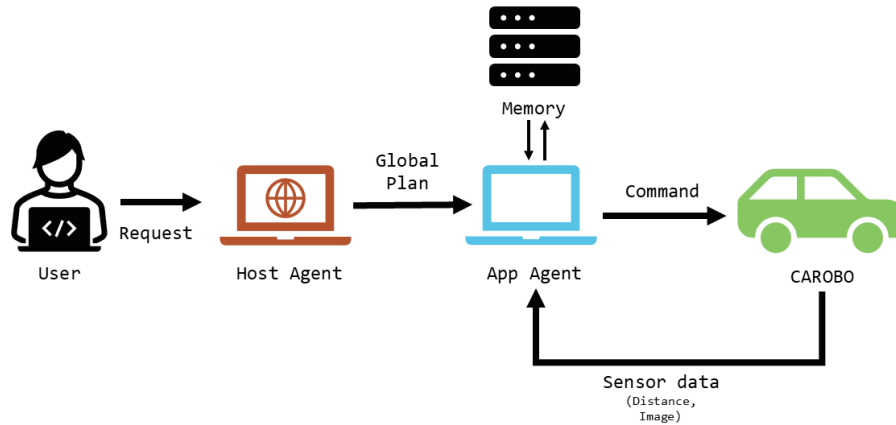 Memory
Global
Plan
Command
Request
</>
User
Host Agent
App Agent
CAROBO
Sensor data
(Distance,
Image)